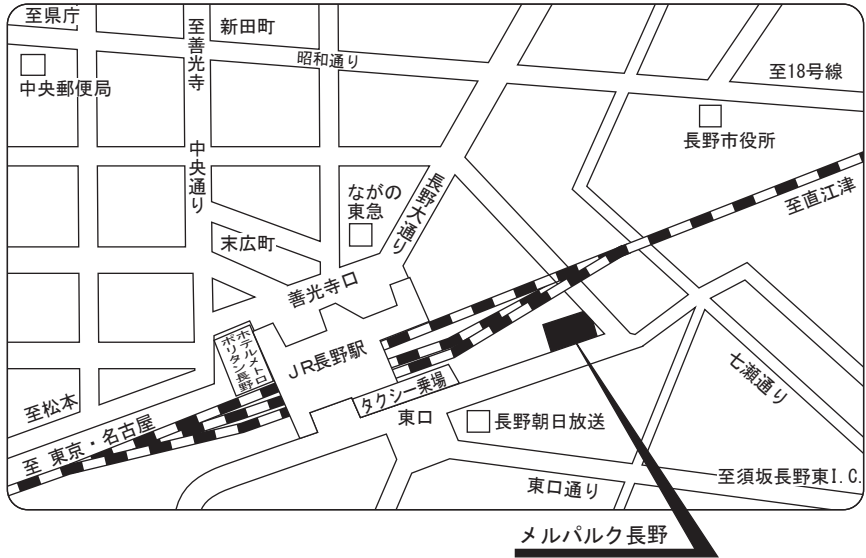 至県庁
至善光寺
新田町
昭和通り
至18号線
中央郵便局
長野市役所
中央通り
ながの
東急
長野大通り
至直江津
末広町
善光寺口
ホテルメトロ
ポリタン長野
JR長野駅
タクシー乗場
七瀬通り
至松本
東口
長野朝日放送
至 東京・名古屋
東口通り
至須坂長野東I.C.
メルパルク長野